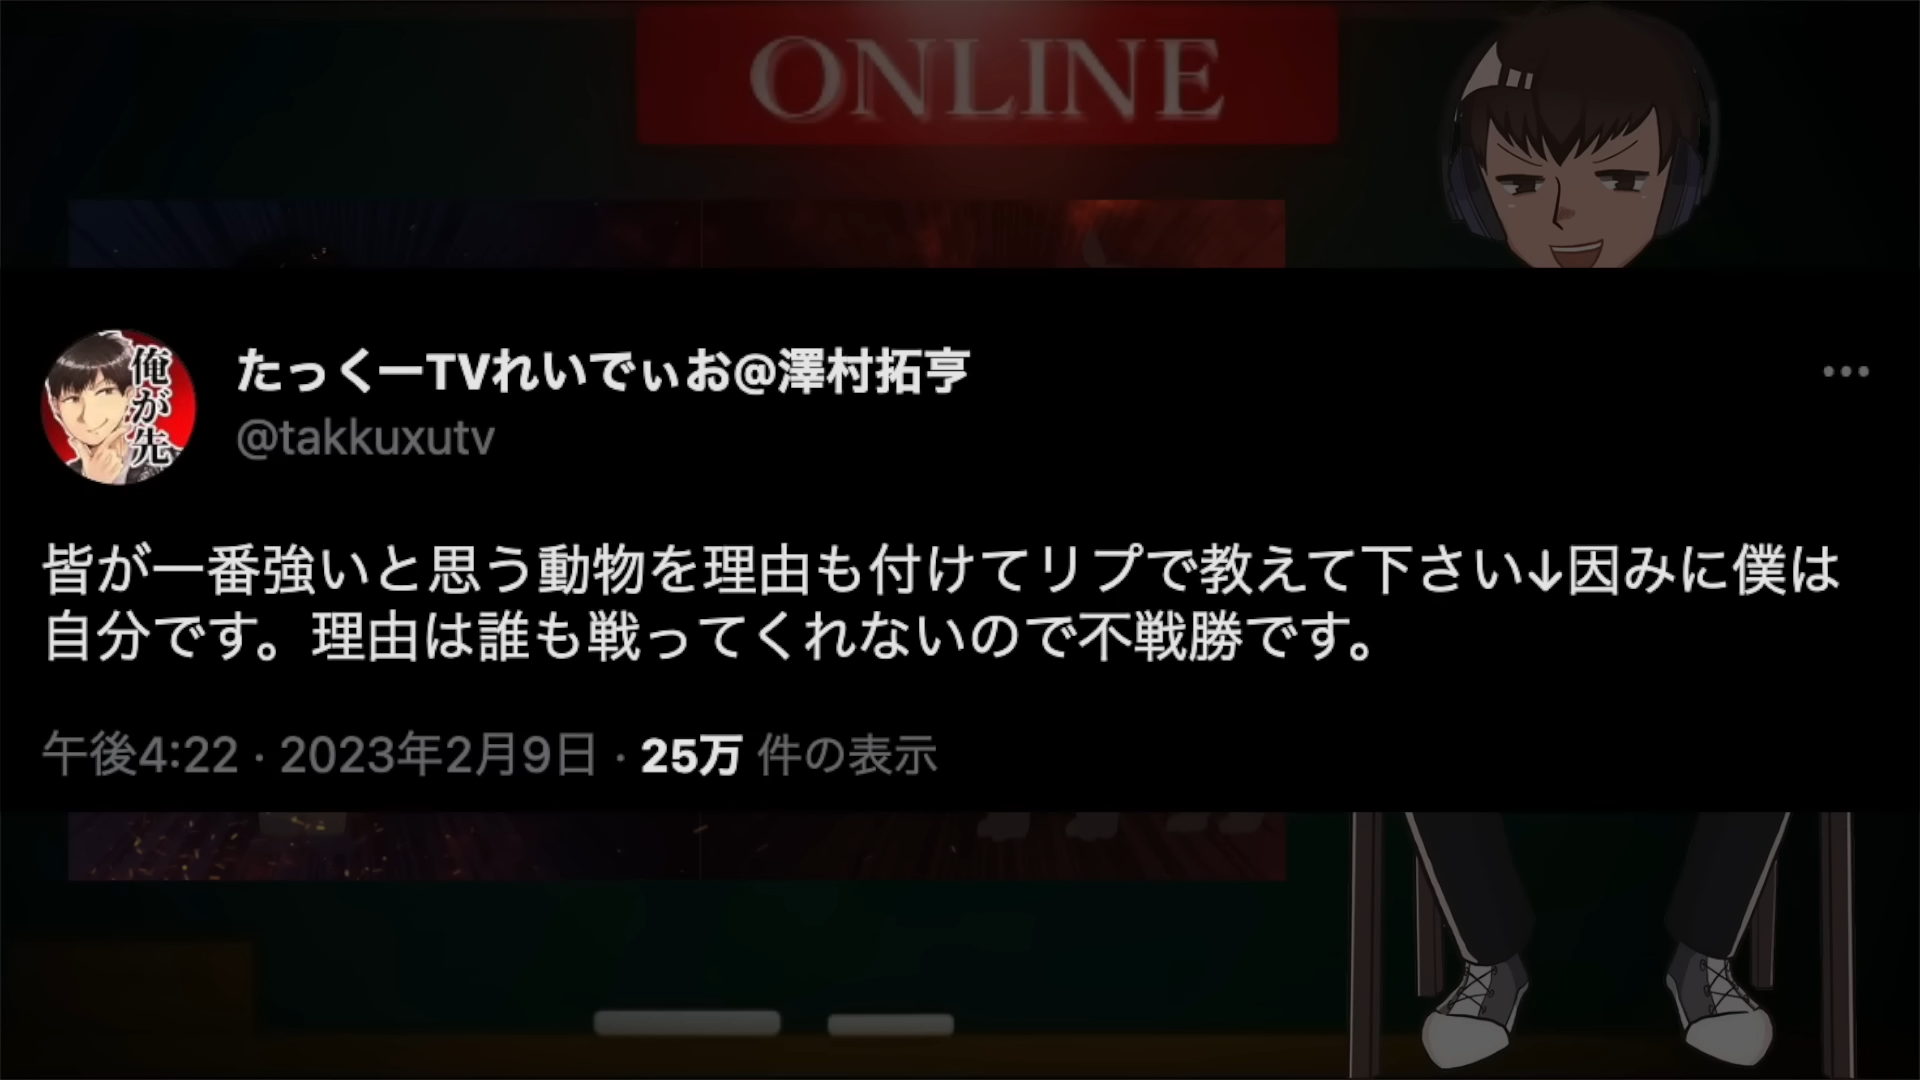 ONLINE
俺が先
たっくーTVれいでぃお@澤村拓亨
@takkuxutv
皆が一番強いと思う動物を理由も付けてリプで教えて下さい↓因みに僕は
自分です。理由は誰も戦ってくれないので不戦勝です。
午後4:22 · 2023年2月9日 · 25万 件の表示